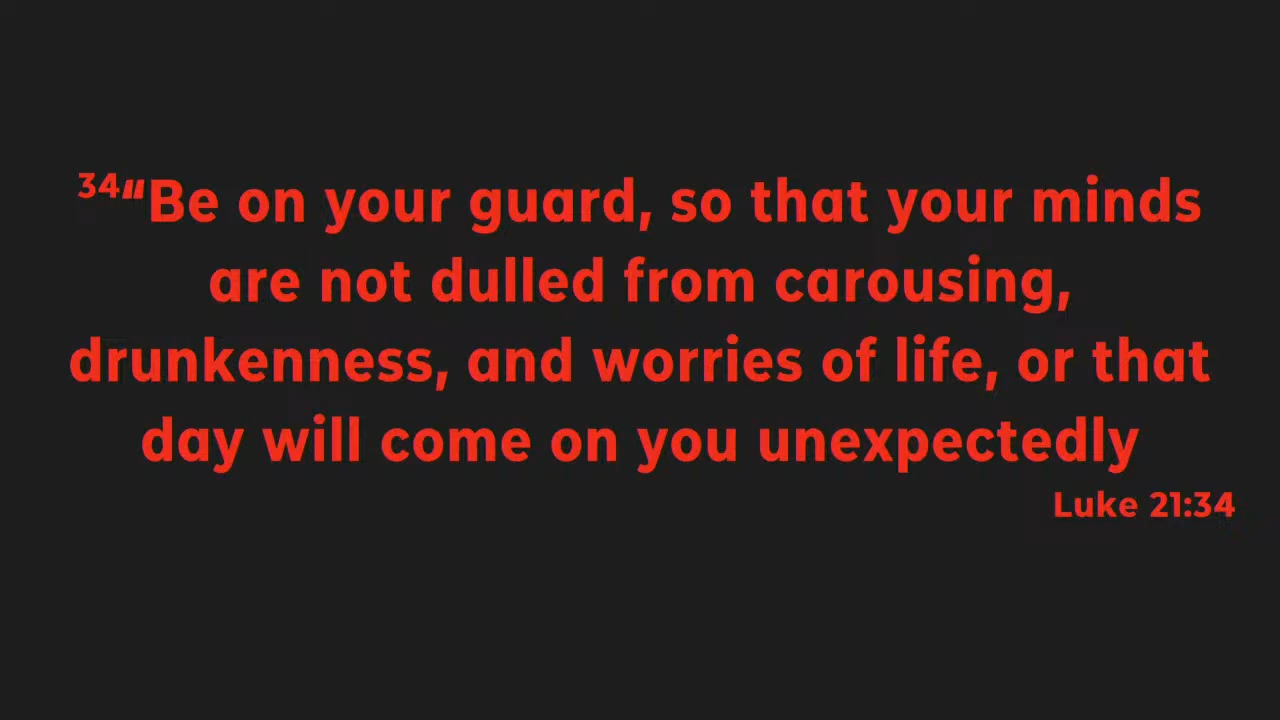 34“Be on your guard, so that your minds
are not dulled from carousing,
drunkenness, and worries of life, or that
day will come on you unexpectedly
Luke 21:34